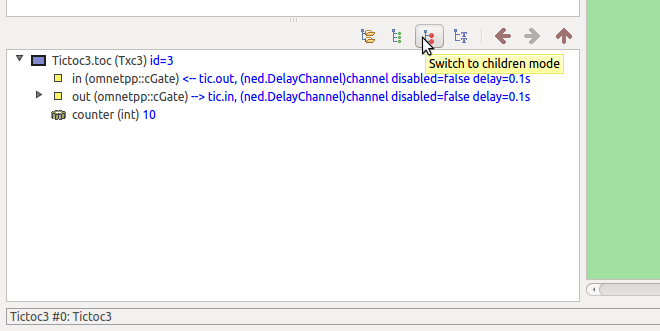 Switch to children mode
Tictoc3.toc (Txc3) id=3
in (omnetpp::cGate) <-- tic.out, (ned.DelayChannel)channel disabled=false delay=0.1s
out (omnetpp::cGate) --> tic.in, (ned.DelayChannel)channel disabled=false delay=0.1s
counter (int) 10
Tictoc3 #0: Tictoc3